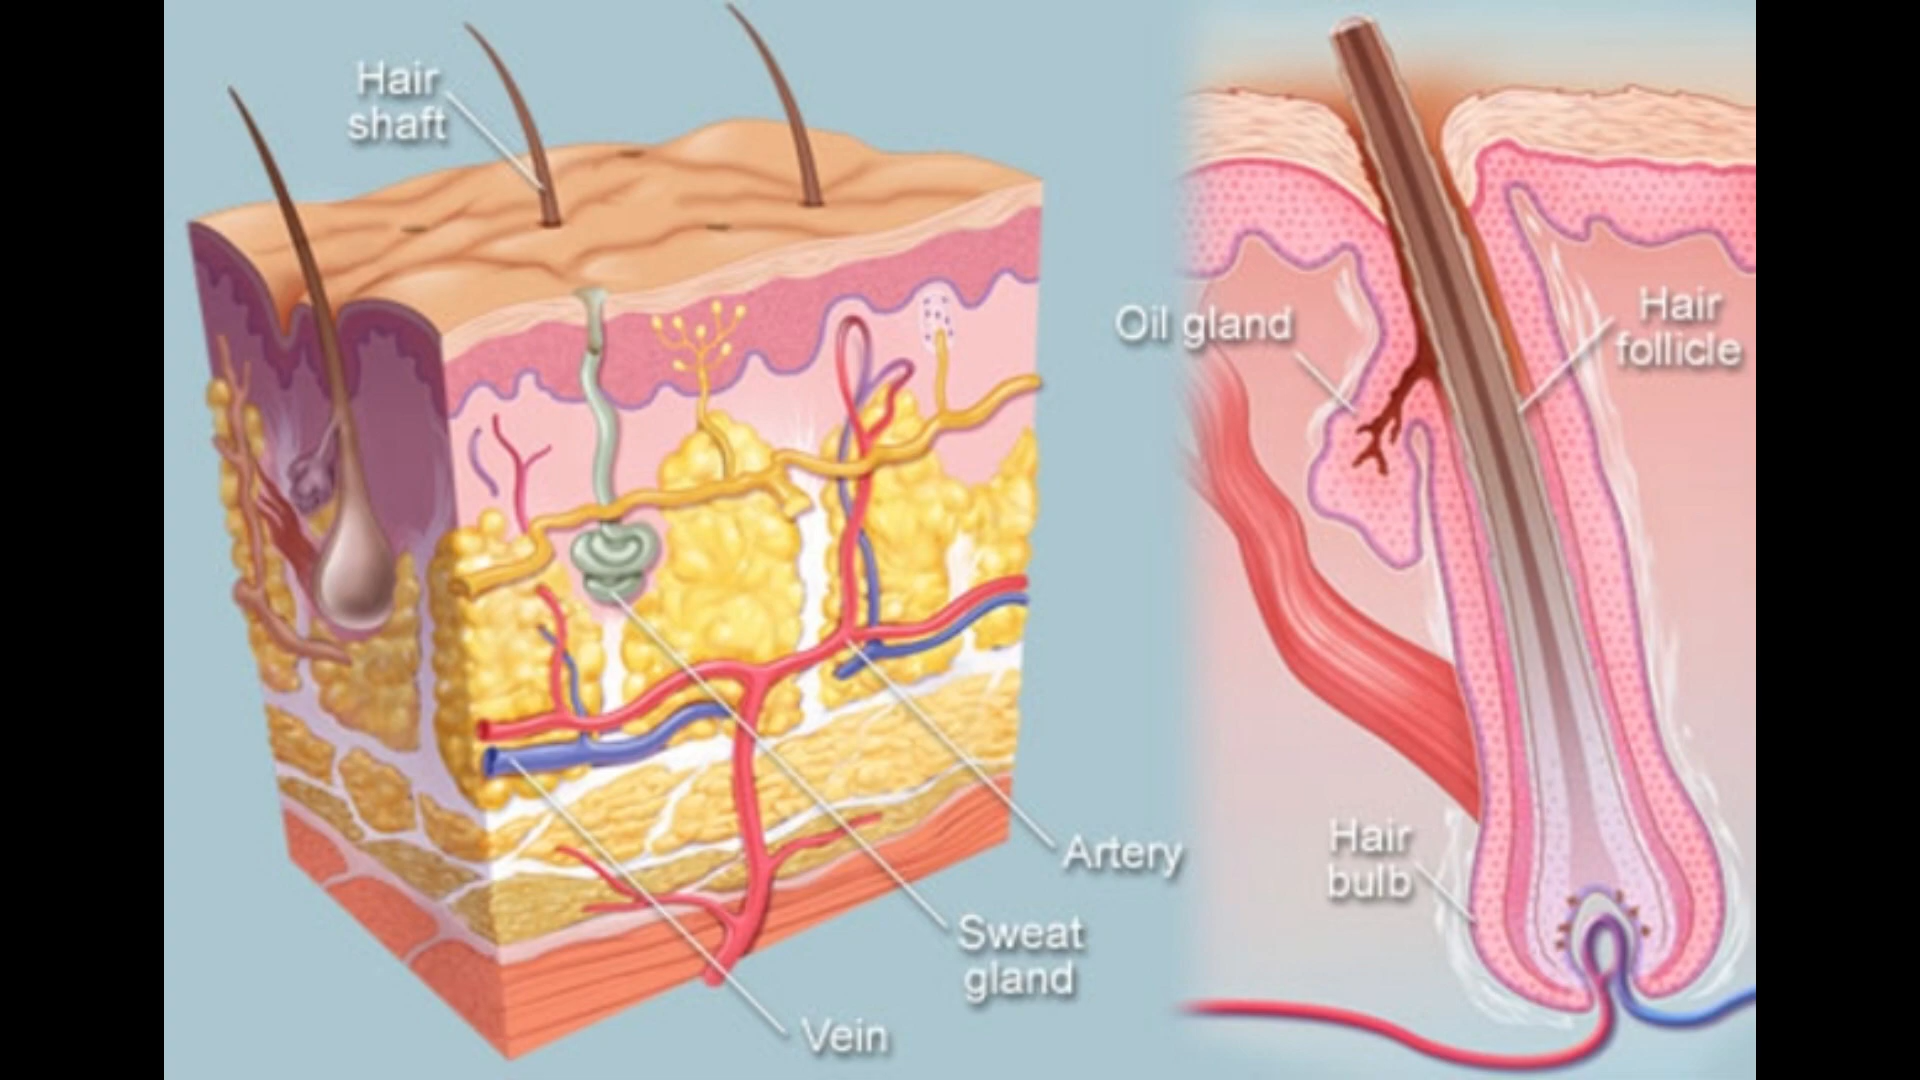 Hair
shaft
Oil gland
Hair
follicle
Hair
bulb
Artery
Sweat
gland
Vein